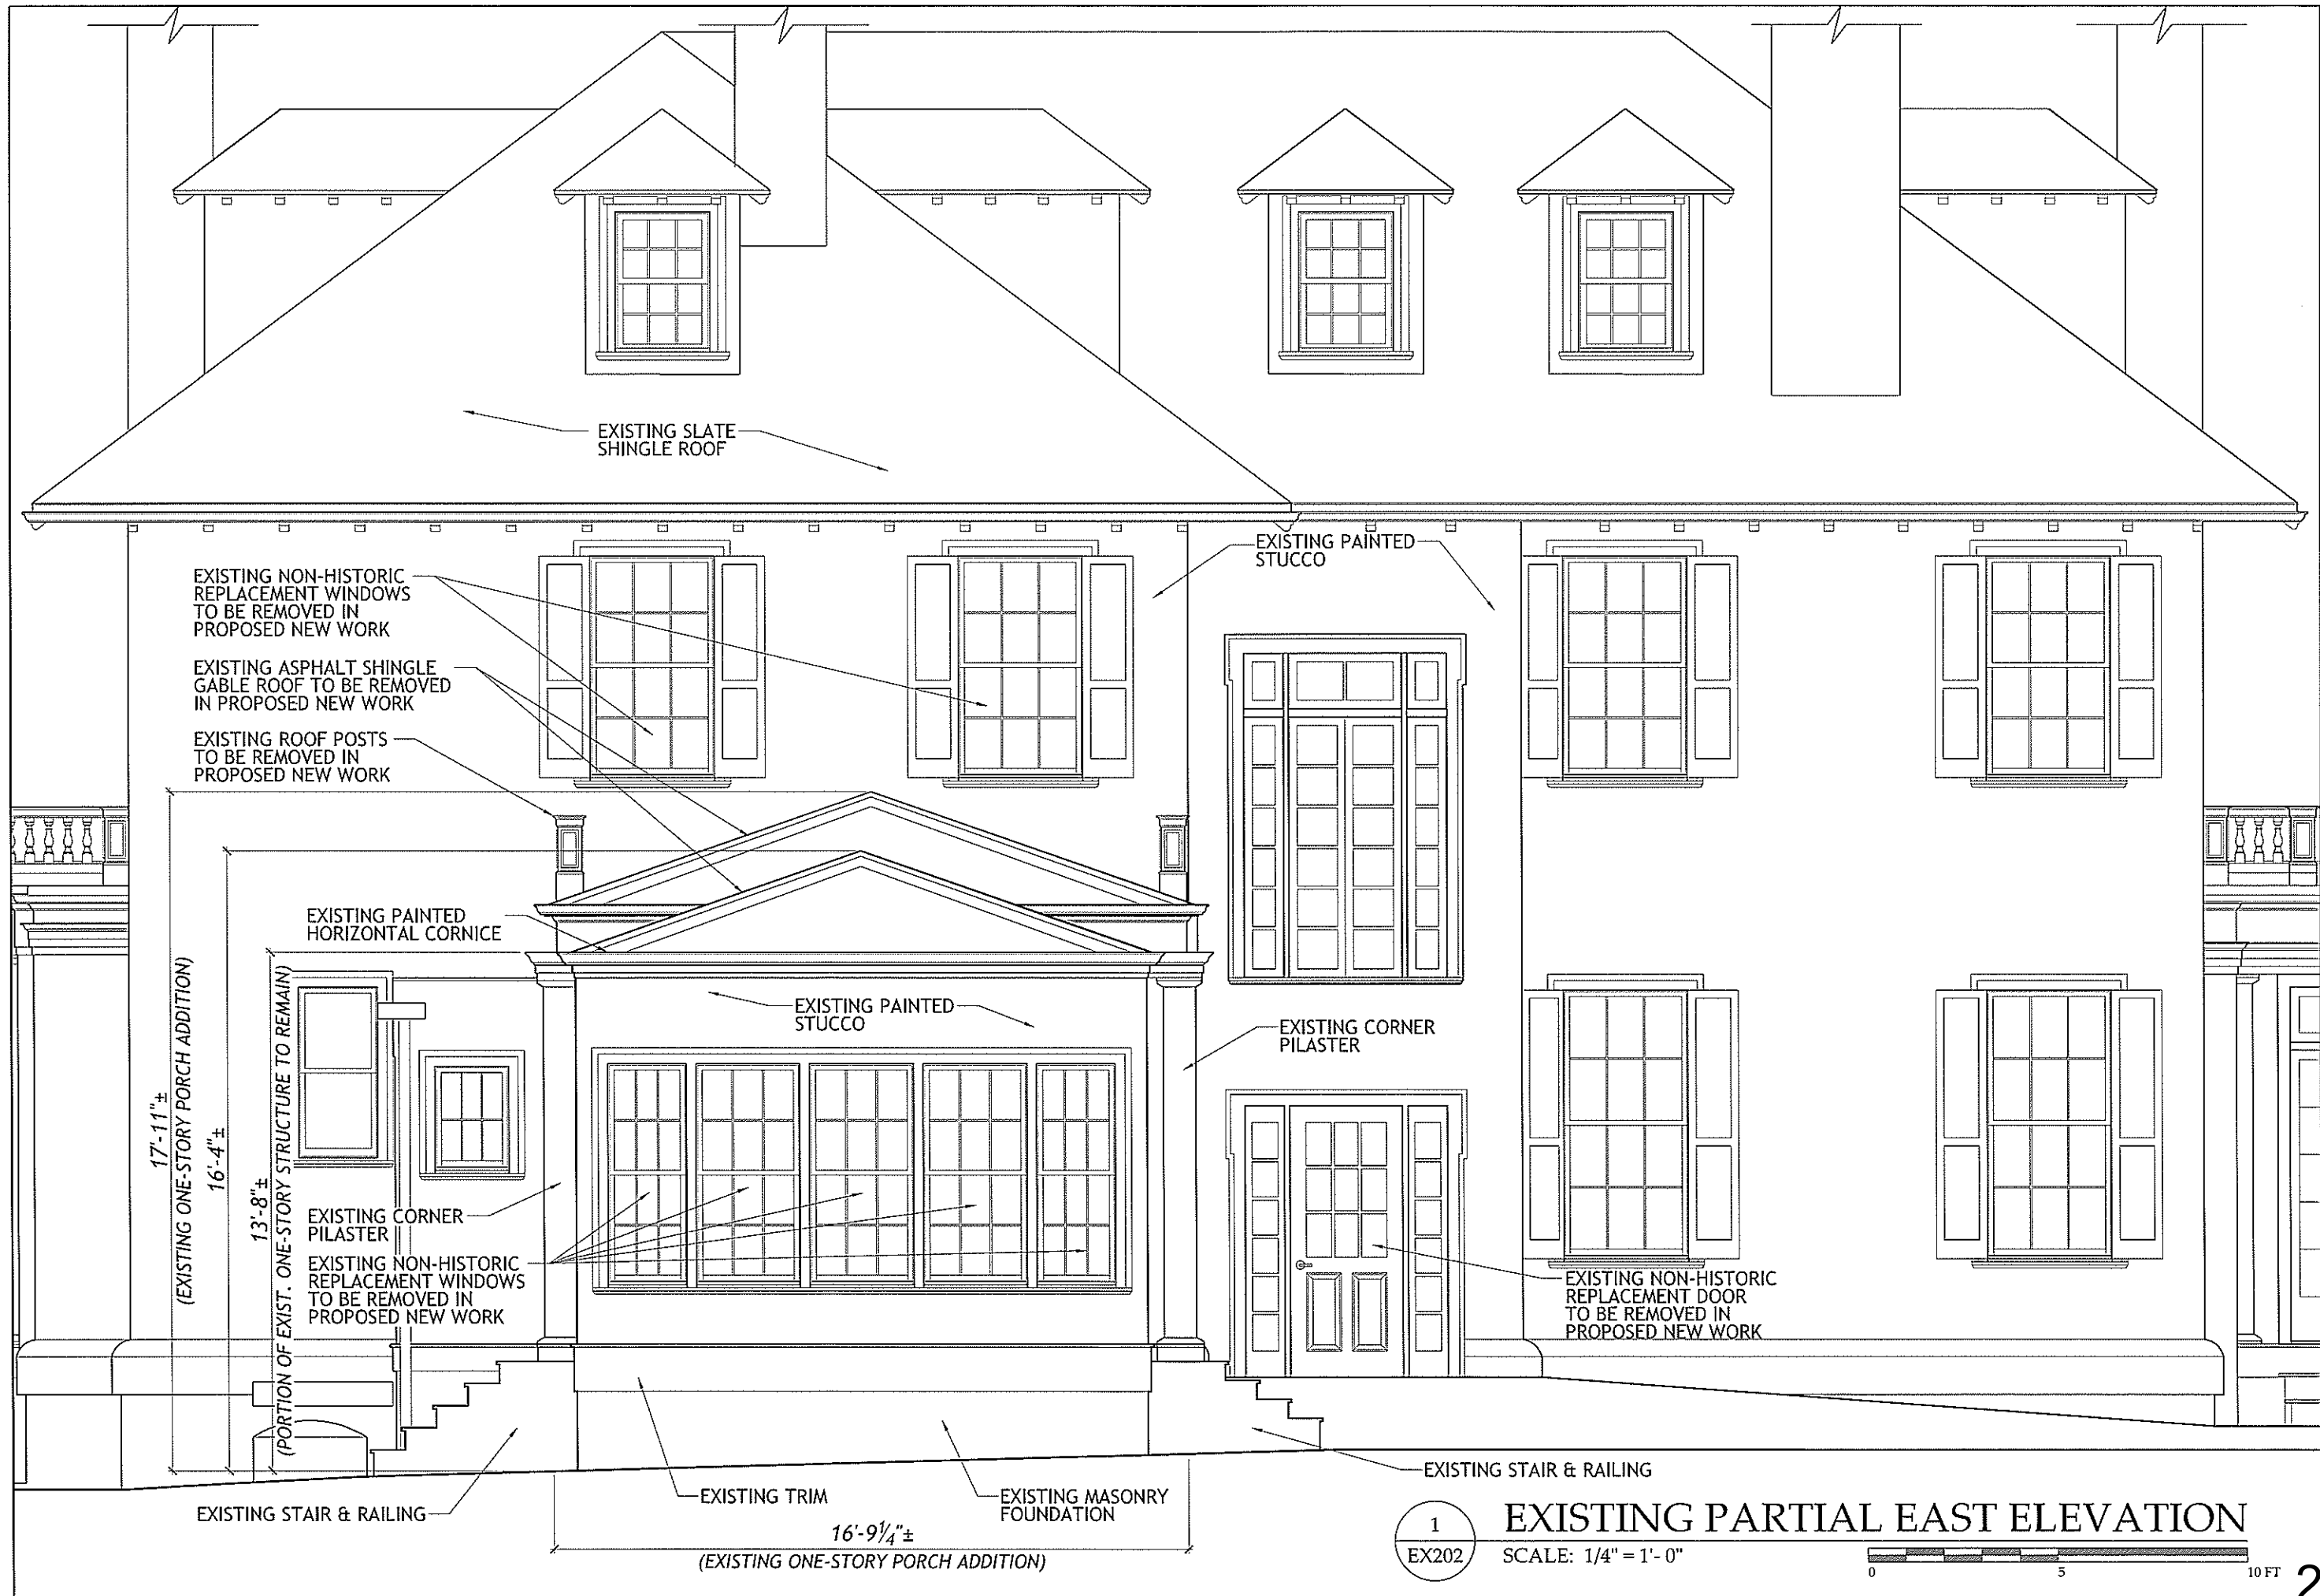 EXISTING SLATE
SHINGLE ROOF
EXISTING PAINTED
STUCCO
EXISTING NON-HISTORIC
REPLACEMENT WINDOWS
TO BE REMOVED IN
PROPOSED NEW WORK
EXISTING ASPHALT SHINGLE
GABLE ROOF TO BE REMOVED
IN PROPOSED NEW WORK
EXISTING ROOF POSTS
TO BE REMOVED IN
PROPOSED NEW WORK
EXISTING PAINTED
HORIZONTAL CORNICE
EXISTING PAINTED
STUCCO
EXISTING CORNER
PILASTER
17'-11"±
(EXISTING ONE-STORY PORCH ADDITION)
16'-4"±
13'-8"±
(PORTION OF EXIST. ONE-STORY STRUCTURE TO REMAIN)
EXISTING CORNER
PILASTER
EXISTING NON-HISTORIC
REPLACEMENT WINDOWS
TO BE REMOVED IN
PROPOSED NEW WORK
EXISTING NON-HISTORIC
REPLACEMENT DOOR
TO BE REMOVED IN
PROPOSED NEW WORK
EXISTING STAIR & RAILING
EXISTING STAIR & RAILING
EXISTING TRIM
EXISTING MASONRY
FOUNDATION
16'-9¼"±
(EXISTING ONE-STORY PORCH ADDITION)
1
EX202
EXISTING PARTIAL EAST ELEVATION
SCALE: 1/4" = 1'- 0"
0 5 10 FT
2